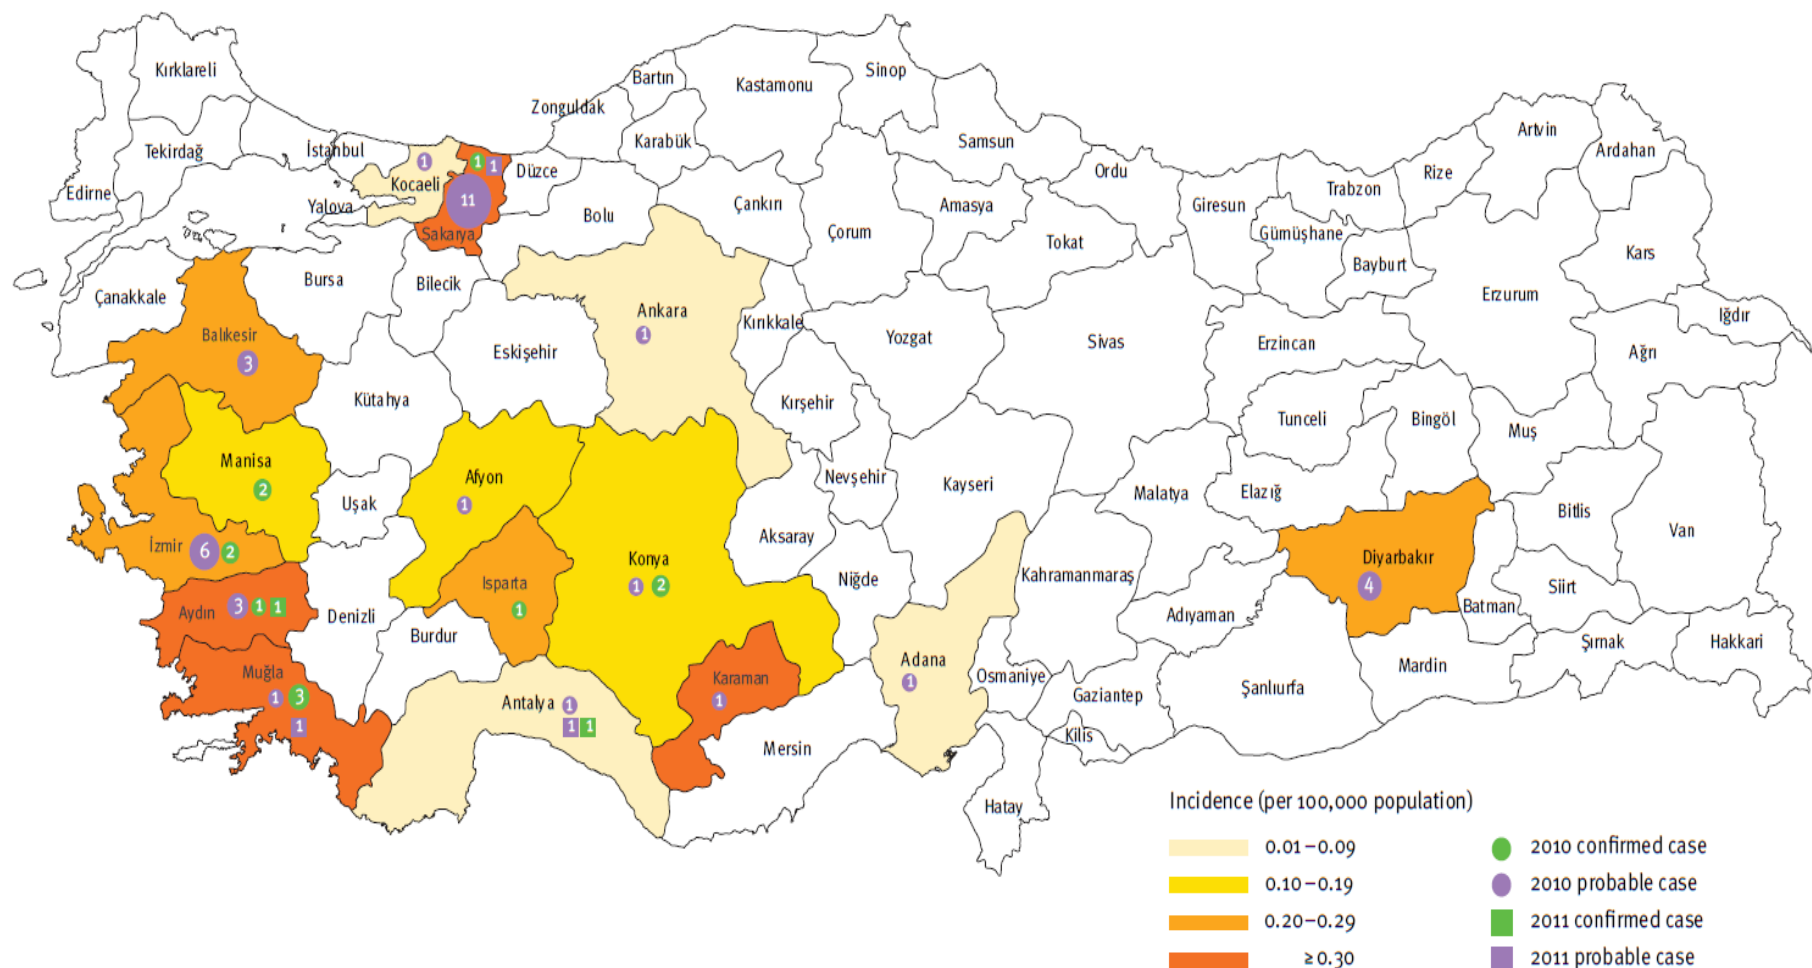 Kırklareli
Edirne
Tekirdağ
İstanbul
Yalova
Kocaeli
1
Sakarya
1
1
11
Düzce
Zonguldak
Bartın
Karabük
Kastamonu
Sinop
Bolu
Çankırı
Çorum
Samsun
Amasya
Ordu
Tokat
Giresun
Gümüşhane
Trabzon
Bayburt
Rize
Artvin
Ardahan
Kars
Erzurum
Iğdır
Ağrı
Çanakkale
Balıkesir
3
Bursa
Bilecik
Eskişehir
Kütahya
Ankara
1
Kırıkkale
Kırşehir
Yozgat
Sivas
Erzincan
Tunceli
Bingöl
Muş
Manisa
2
Uşak
Afyon
1
İzmir
6
2
Aydın
3
1
1
Denizli
Muğla
1
3
1
Burdur
Isparta
1
Antalya
1
1
1
Konya
1
2
Karaman
1
Aksaray
Nevşehir
Niğde
Kayseri
Mersin
Adana
1
Osmaniye
Hatay
Kahramanmaraş
Malatya
Elazığ
Adıyaman
Gaziantep
Kilis
Şanlıurfa
Diyarbakır
4
Mardin
Batman
Bitlis
Siirt
Şırnak
Van
Hakkari
Incidence (per 100,000 population)
0.01–0.09
0.10–0.19
0.20–0.29
≥ 0.30
2010 confirmed case
2010 probable case
2011 confirmed case
2011 probable case